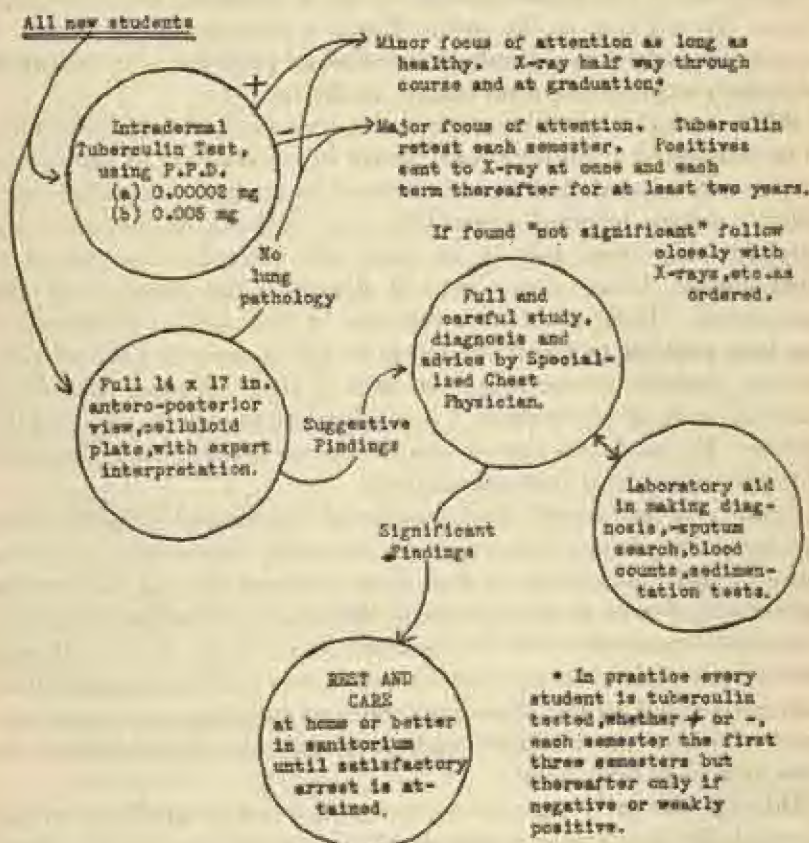 All new students
+
Minor focus of attention as long as
healthy. X-ray half way through
course and at graduation.*
-
Major focus of attention. Tuberculin
retest each semester. Positives
sent to X-ray at once and each
term thereafter for at least two years.
Intradermal
Tuberculin Test,
using P.P.D.
(a) 0.00002 mg
(b) 0.005 mg
If found "not significant" follow
closely with
X-rays,etc.as
ordered.
No
lung
pathology
Full and
careful study,
diagnosis and
advice by Special-
ized Chest
Physician.
Full 14 x 17 in.
antero-posterior
view,celluloid
plate,with expert
interpretation.
Suggestive
Findings
Laboratory aid
in making diag-
nosis,-sputum
search,blood
counts,sedimen-
tation tests.
Significant
Findings
REST AND
CARE
at home or better
in sanitorium
until satisfactory
arrest is at-
tained.
* In practice every
student is tuberculin
tested,whether + or -,
each semester the first
three semesters but
thereafter only if
negative or weakly
positive.